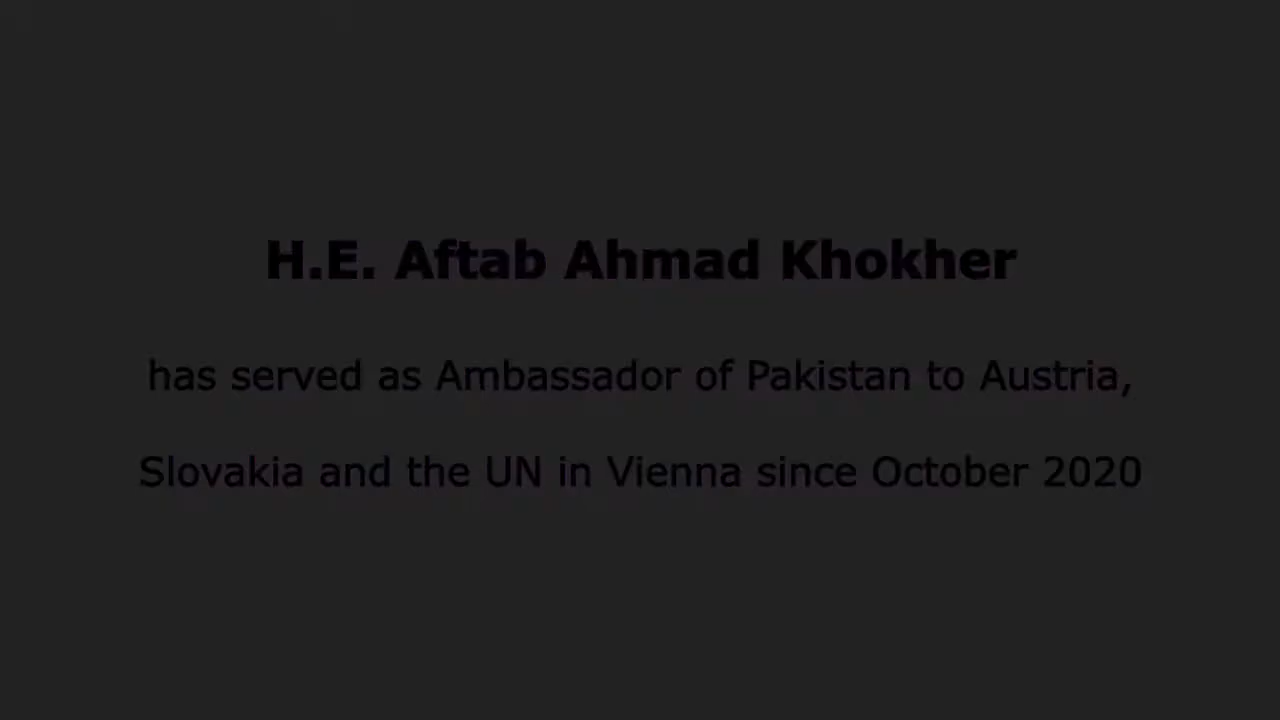 H.E. Aftab Ahmad Khokher
has served as Ambassador of Pakistan to Austria,
Slovakia and the UN in Vienna since October 2020